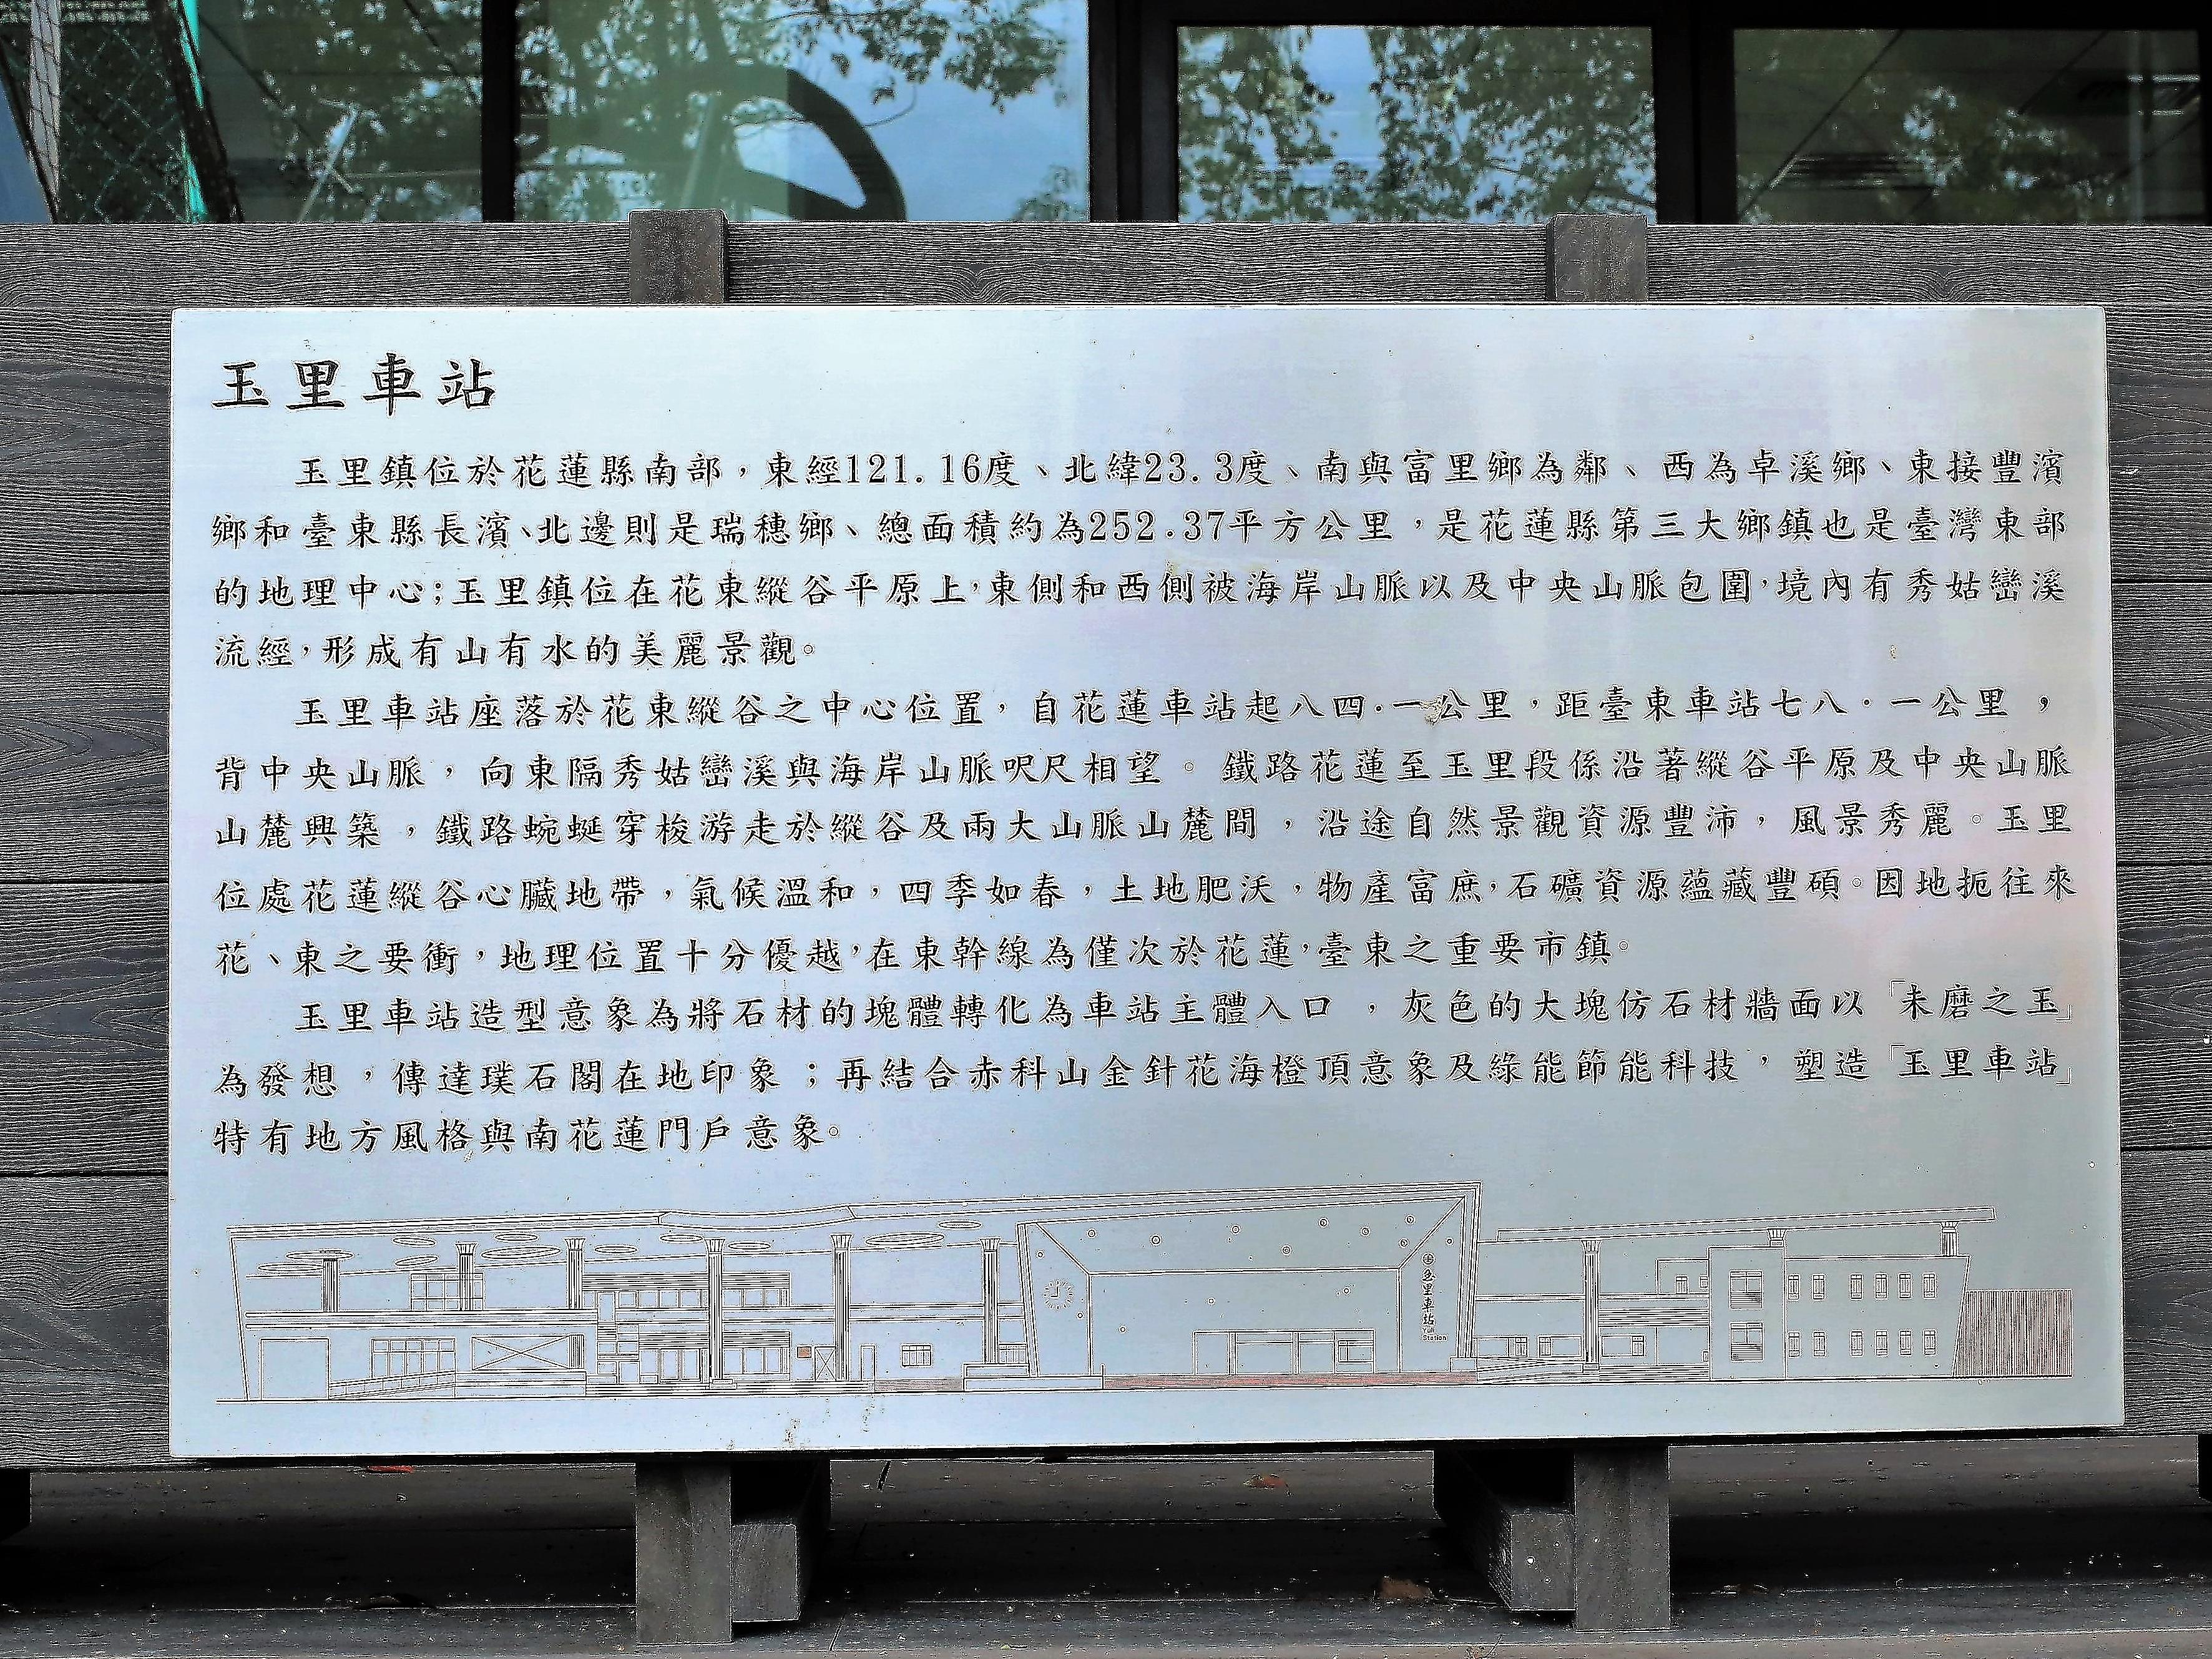 玉里車站
玉里鎮位於花蓮縣南部，東經121.16度、北緯23.3度、南與富里鄉為鄰、西為卓溪鄉、東接豐濱
鄉和臺東縣長濱、北邊則是瑞穗鄉、總面積約為252.37平方公里，是花蓮縣第三大鄉鎮也是臺灣東部
的地理中心；玉里鎮位在花東縱谷平原上，東側和西側被海岸山脈以及中央山脈包圍，境內有秀姑巒溪
流經，形成有山有水的美麗景觀。
玉里車站座落於花東縱谷之中心位置，自花蓮車站起八四．一公里，距臺東車站七八．一公里，
背中央山脈，向東隔秀姑巒溪與海岸山脈呎尺相望。鐵路花蓮至玉里段係沿著縱谷平原及中央山脈
山麓興築，鐵路蜿蜒穿梭游走於縱谷及兩大山脈山麓間，沿途自然景觀資源豐沛，風景秀麗。玉里
位處花蓮縱谷心臟地帶，氣候溫和，四季如春，土地肥沃，物產富庶，石礦資源蘊藏豐碩。因地扼往來
花、東之要衝，地理位置十分優越，在東幹線為僅次於花蓮，臺東之重要市鎮。
玉里車站造型意象為將石材的塊體轉化為車站主體入口，灰色的大塊仿石材牆面以「未磨之玉」
為發想，傳達璞石閣在地印象；再結合赤科山金針花海橙頂意象及綠能節能科技，塑造「玉里車站」
特有地方風格與南花蓮門戶意象。
玉里車站
Yuli
Station